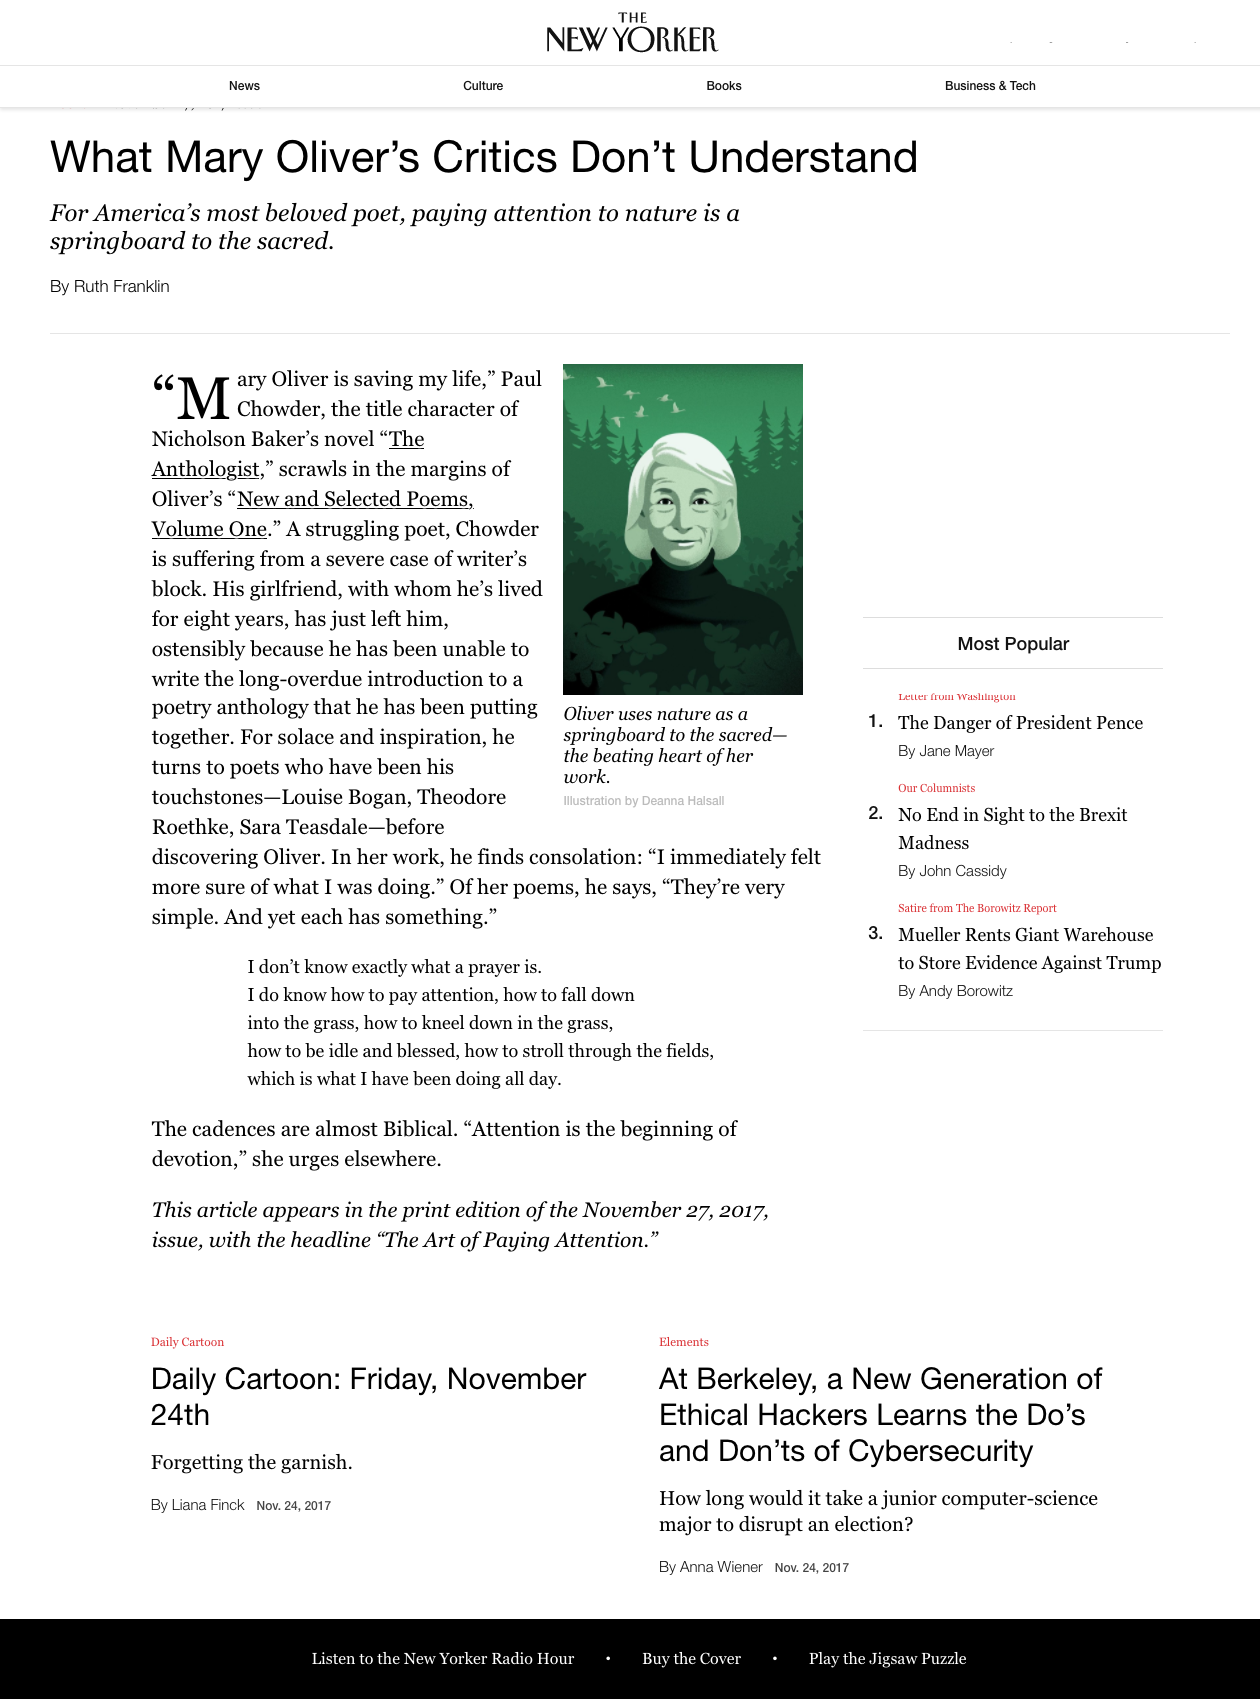 THE
NEW YORKER
News
Culture
Books
Business & Tech
What Mary Oliver’s Critics Don’t Understand
For America’s most beloved poet, paying attention to nature is a
springboard to the sacred.
By Ruth Franklin
“Mary Oliver is saving my life,” Paul
Chowder, the title character of
Nicholson Baker’s novel “The
Anthologist,” scrawls in the margins of
Oliver’s “New and Selected Poems,
Volume One.” A struggling poet, Chowder
is suffering from a severe case of writer’s
block. His girlfriend, with whom he’s lived
for eight years, has just left him,
ostensibly because he has been unable to
write the long-overdue introduction to a
poetry anthology that he has been putting
together. For solace and inspiration, he
turns to poets who have been his
touchstones—Louise Bogan, Theodore
Roethke, Sara Teasdale—before
discovering Oliver. In her work, he finds consolation: “I immediately felt
more sure of what I was doing.” Of her poems, he says, “They’re very
simple. And yet each has something.”
Oliver uses nature as a
springboard to the sacred—
the beating heart of her
work.
Illustration by Deanna Halsall
I don’t know exactly what a prayer is.
I do know how to pay attention, how to fall down
into the grass, how to kneel down in the grass,
how to be idle and blessed, how to stroll through the fields,
which is what I have been doing all day.
The cadences are almost Biblical. “Attention is the beginning of
devotion,” she urges elsewhere.
This article appears in the print edition of the November 27, 2017,
issue, with the headline “The Art of Paying Attention.”
Most Popular
Letter from Washington
1. The Danger of President Pence
By Jane Mayer
Our Columnists
2. No End in Sight to the Brexit
Madness
By John Cassidy
Satire from The Borowitz Report
3. Mueller Rents Giant Warehouse
to Store Evidence Against Trump
By Andy Borowitz
Daily Cartoon
Daily Cartoon: Friday, November
24th
Forgetting the garnish.
By Liana Finck Nov. 24, 2017
Elements
At Berkeley, a New Generation of
Ethical Hackers Learns the Do’s
and Don’ts of Cybersecurity
How long would it take a junior computer-science
major to disrupt an election?
By Anna Wiener Nov. 24, 2017
Listen to the New Yorker Radio Hour • Buy the Cover • Play the Jigsaw Puzzle